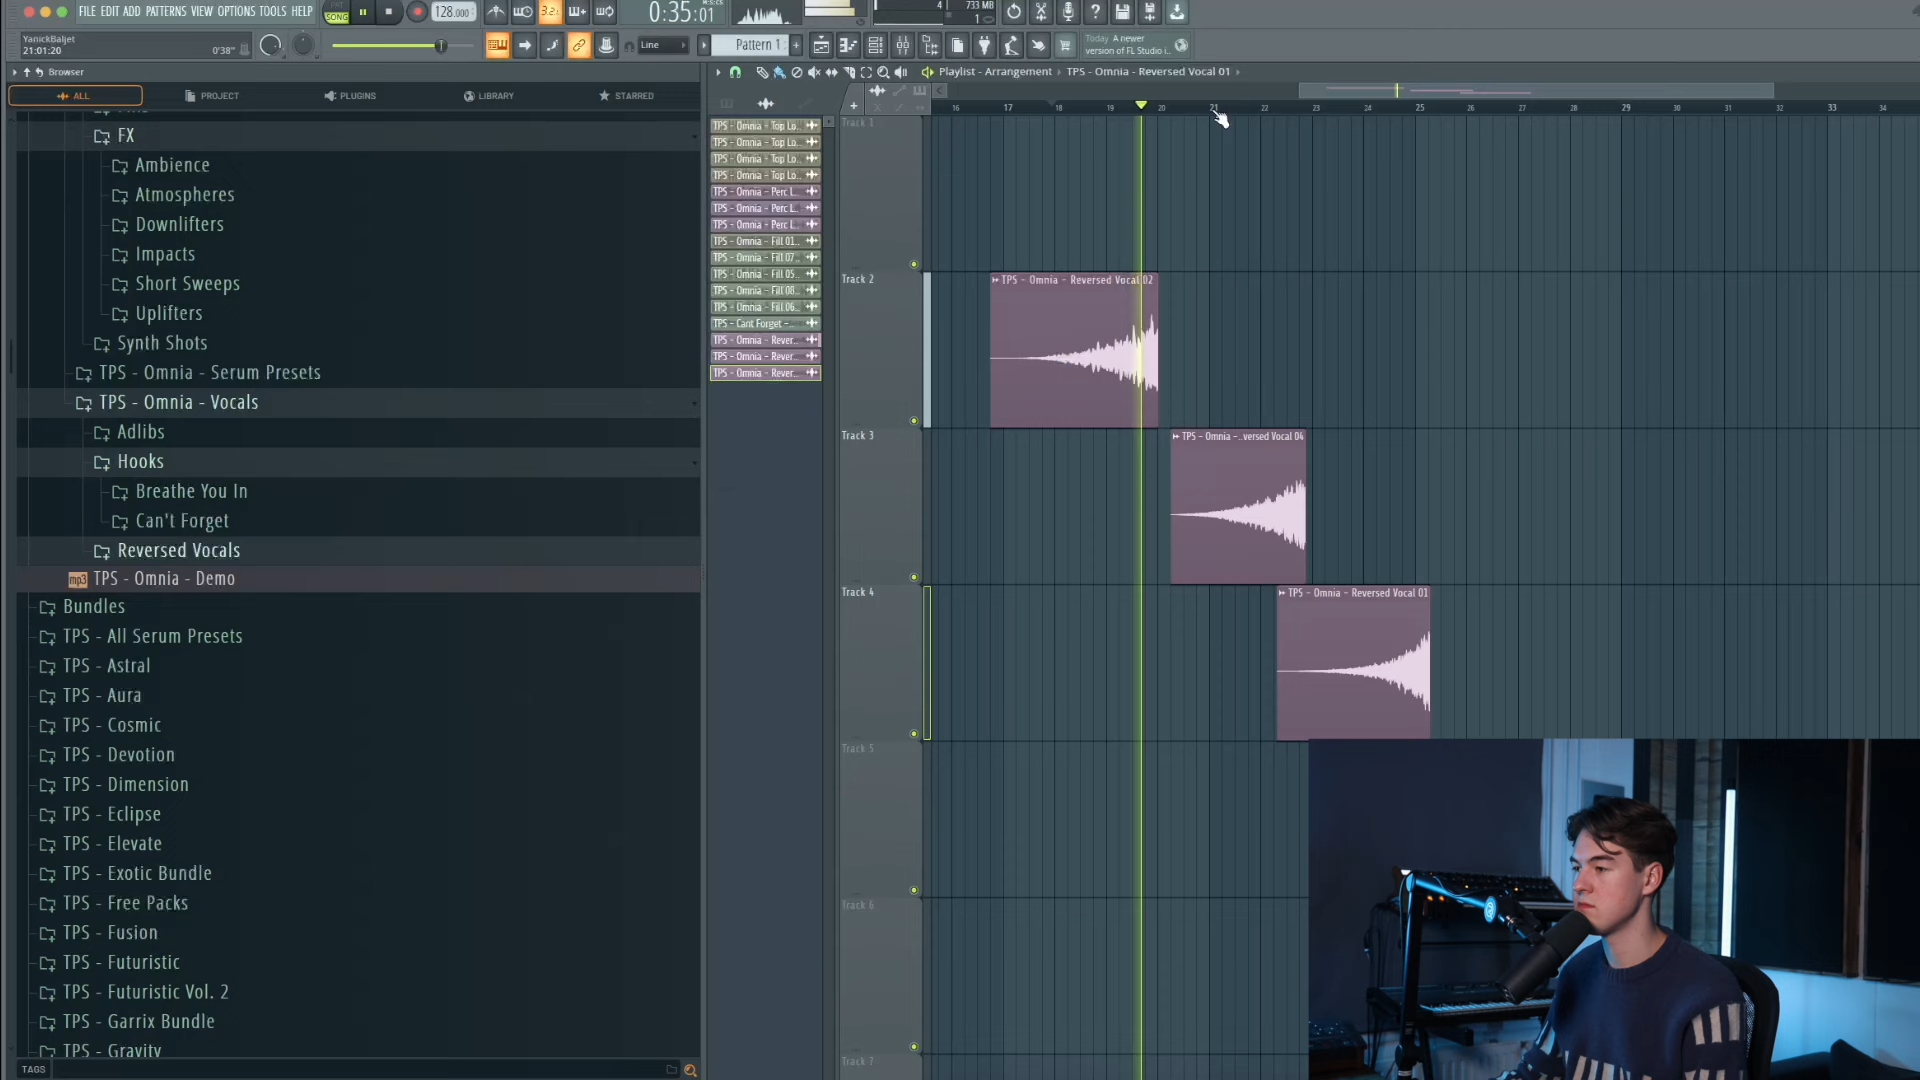 FILE EDIT ADD PATTERNS VIEW OPTIONS TOOLS HELP
PAT
SONG
128.000
3.2.
0:35:01
M:S:CS
4
733 MB
1
YanickBaljet
21:01:20
0'38"
Line
Pattern 1
+
Today A newer
version of FL Studio i..
Browser
ALL
PROJECT
PLUGINS
LIBRARY
STARRED
FX
Ambience
Atmospheres
Downlifters
Impacts
Short Sweeps
Uplifters
Synth Shots
TPS - Omnia - Serum Presets
TPS - Omnia - Vocals
Adlibs
Hooks
Breathe You In
Can't Forget
Reversed Vocals
mp3 TPS - Omnia - Demo
Bundles
TPS - All Serum Presets
TPS - Astral
TPS - Aura
TPS - Cosmic
TPS - Devotion
TPS - Dimension
TPS - Eclipse
TPS - Elevate
TPS - Exotic Bundle
TPS - Free Packs
TPS - Fusion
TPS - Futuristic
TPS - Futuristic Vol. 2
TPS - Garrix Bundle
TPS - Gravity
TAGS
Playlist - Arrangement › TPS - Omnia - Reversed Vocal 01 ›
16 17 18 19 20 21 22 23 24 25 26 27 28 29 30 31 32 33 34
TPS - Omnia - Top Lo..
TPS - Omnia - Top Lo..
TPS - Omnia - Top Lo..
TPS - Omnia - Top Lo..
TPS - Omnia - Perc L..
TPS - Omnia - Perc L..
TPS - Omnia - Perc L..
TPS - Omnia - Fill 01..
TPS - Omnia - Fill 07..
TPS - Omnia - Fill 05..
TPS - Omnia - Fill 08..
TPS - Omnia - Fill 06..
TPS - Cant Forget -..
TPS - Omnia - Rever..
TPS - Omnia - Rever..
TPS - Omnia - Rever..
Track 1
Track 2
TPS - Omnia - Reversed Vocal 02
Track 3
TPS - Omnia -..versed Vocal 04
Track 4
TPS - Omnia - Reversed Vocal 01
Track 5
Track 6
Track 7